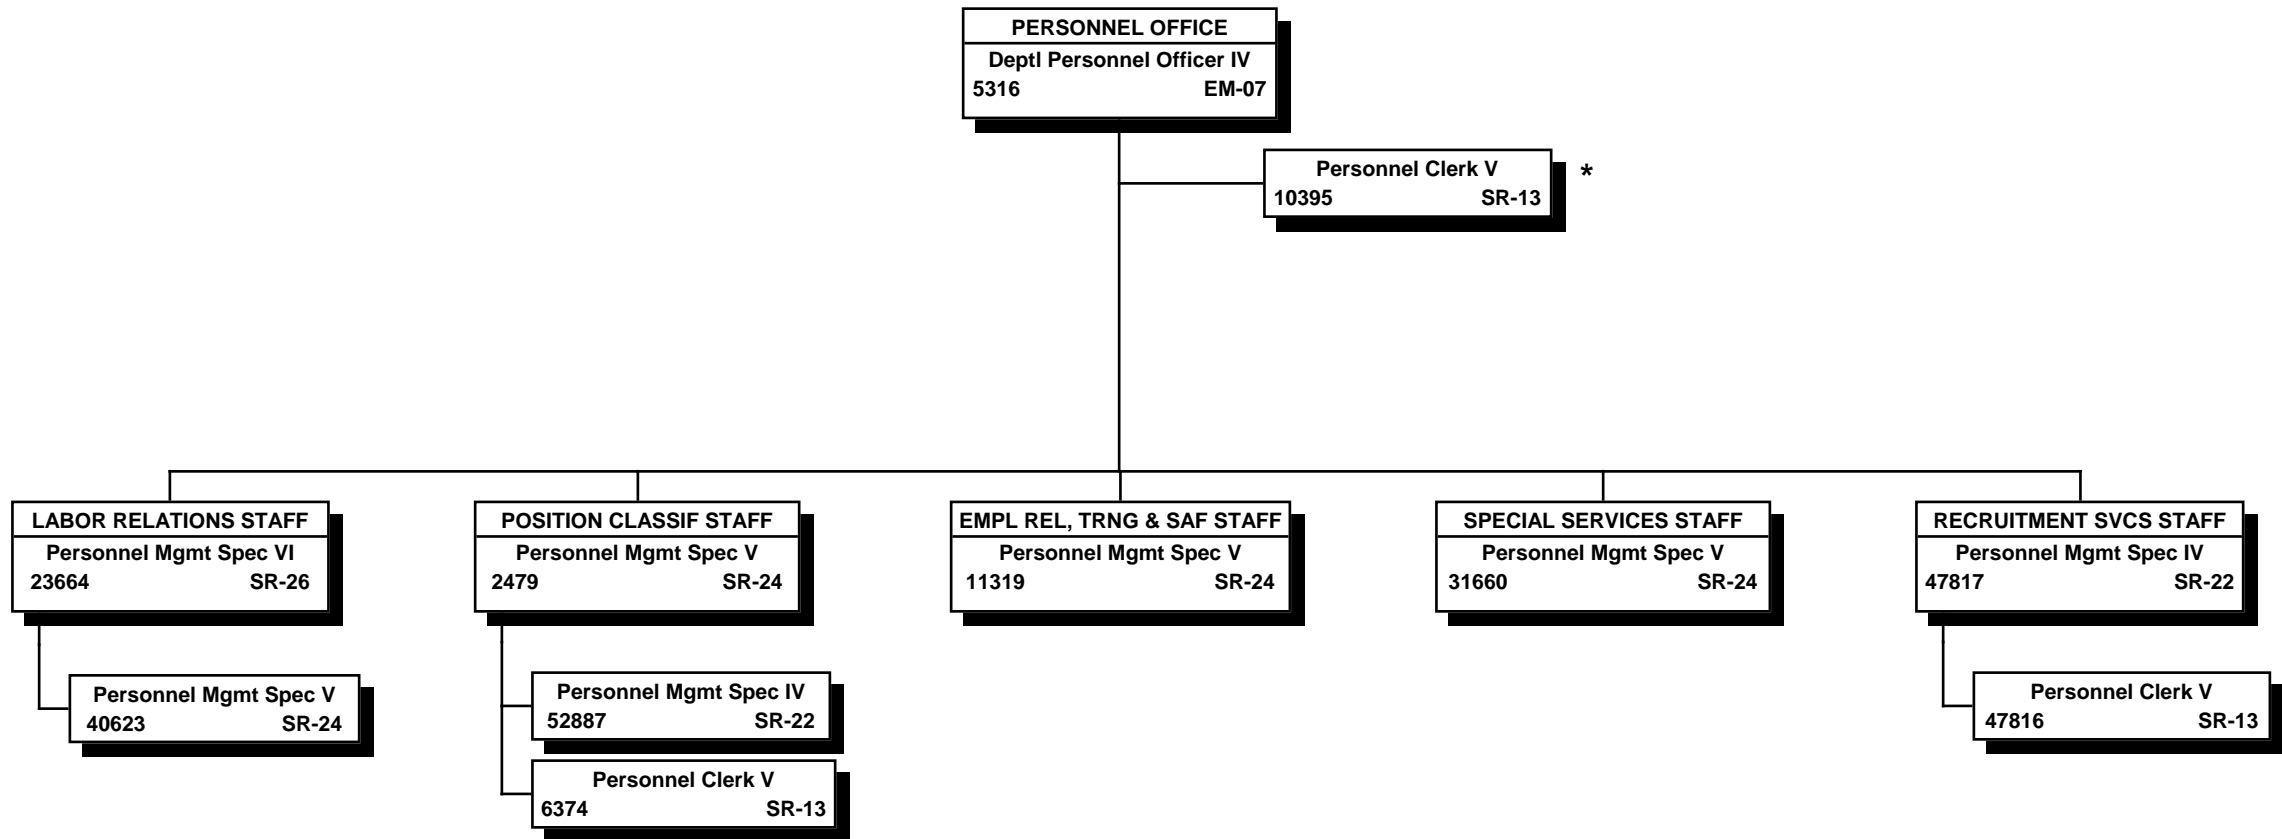 PERSONNEL OFFICE
Deptl Personnel Officer IV
5316 EM-07
Personnel Clerk V
10395 SR-13
*
LABOR RELATIONS STAFF
Personnel Mgmt Spec VI
23664 SR-26
Personnel Mgmt Spec V
40623 SR-24
POSITION CLASSIF STAFF
Personnel Mgmt Spec V
2479 SR-24
Personnel Mgmt Spec IV
52887 SR-22
Personnel Clerk V
6374 SR-13
EMPL REL, TRNG & SAF STAFF
Personnel Mgmt Spec V
11319 SR-24
SPECIAL SERVICES STAFF
Personnel Mgmt Spec V
31660 SR-24
RECRUITMENT SVCS STAFF
Personnel Mgmt Spec IV
47817 SR-22
Personnel Clerk V
47816 SR-13